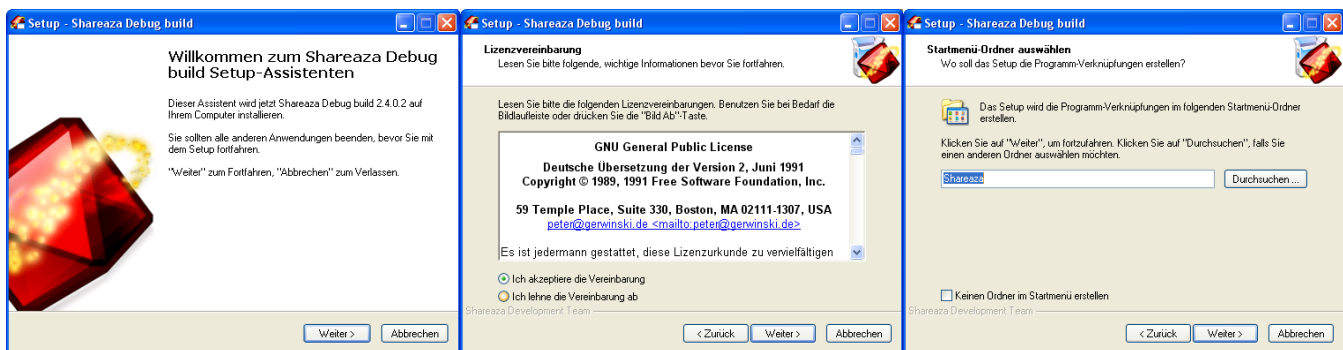 Setup - Shareaza Debug build
Willkommen zum Shareaza Debug
build Setup-Assistenten
Dieser Assistent wird jetzt Shareaza Debug build 2.4.0.2 auf
Ihrem Computer installieren.
Sie sollten alle anderen Anwendungen beenden, bevor Sie mit
dem Setup fortfahren.
"Weiter" zum Fortfahren, "Abbrechen" zum Verlassen.
Weiter >
Abbrechen
Setup - Shareaza Debug build
Lizenzvereinbarung
Lesen Sie bitte folgende, wichtige Informationen bevor Sie fortfahren.
Lesen Sie bitte die folgenden Lizenzvereinbarungen. Benutzen Sie bei Bedarf die
Bildlaufleiste oder drücken Sie die "Bild Ab"-Taste.
GNU General Public License
Deutsche Übersetzung der Version 2, Juni 1991
Copyright © 1989, 1991 Free Software Foundation, Inc.
59 Temple Place, Suite 330, Boston, MA 02111-1307, USA
peter@gerwinski.de <mailto:peter@gerwinski.de>
Es ist jedermann gestattet, diese Lizenzurkunde zu vervielfältigen
Ich akzeptiere die Vereinbarung
Ich lehne die Vereinbarung ab
Shareaza Development Team
< Zurück
Weiter >
Abbrechen
Setup - Shareaza Debug build
Startmenü-Ordner auswählen
Wo soll das Setup die Programm-Verknüpfungen erstellen?
Das Setup wird die Programm-Verknüpfungen im folgenden Startmenü-Ordner
erstellen.
Klicken Sie auf "Weiter", um fortzufahren. Klicken Sie auf "Durchsuchen", falls Sie
einen anderen Ordner auswählen möchten.
Shareaza
Durchsuchen ...
Keinen Ordner im Startmenü erstellen
Shareaza Development Team
< Zurück
Weiter >
Abbrechen